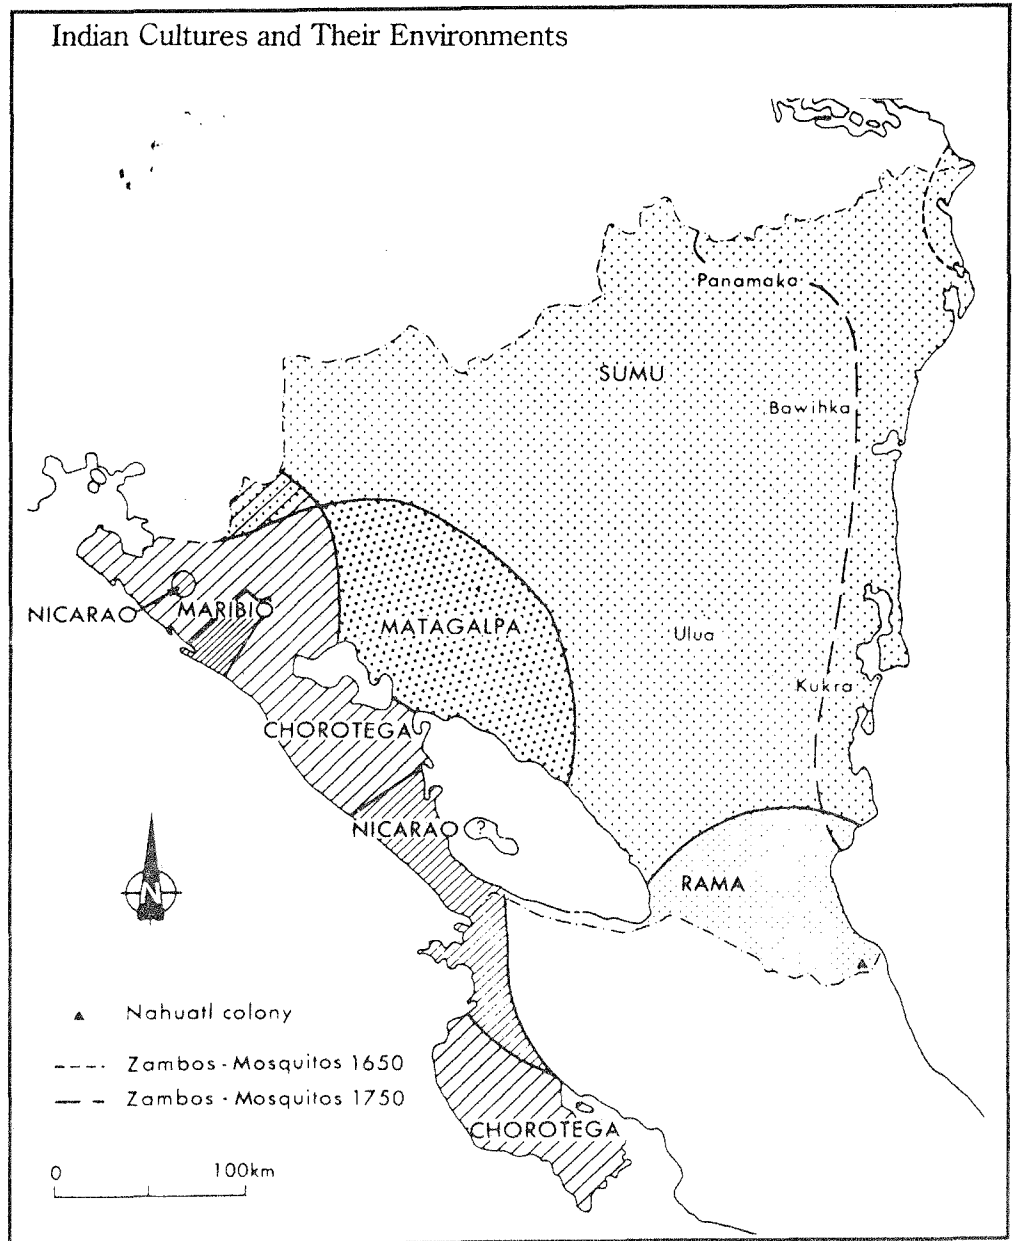 Indian Cultures and Their Environments
Panamaka
SUMU
Bawihka
NICARAO
MARIBIO
MATAGALPA
Ulua
Kukra
CHOROTEGA
NICARAO ?
RAMA
N
Nahuatl colony
Zambos - Mosquitos 1650
Zambos - Mosquitos 1750
CHOROTEGA
0 100km